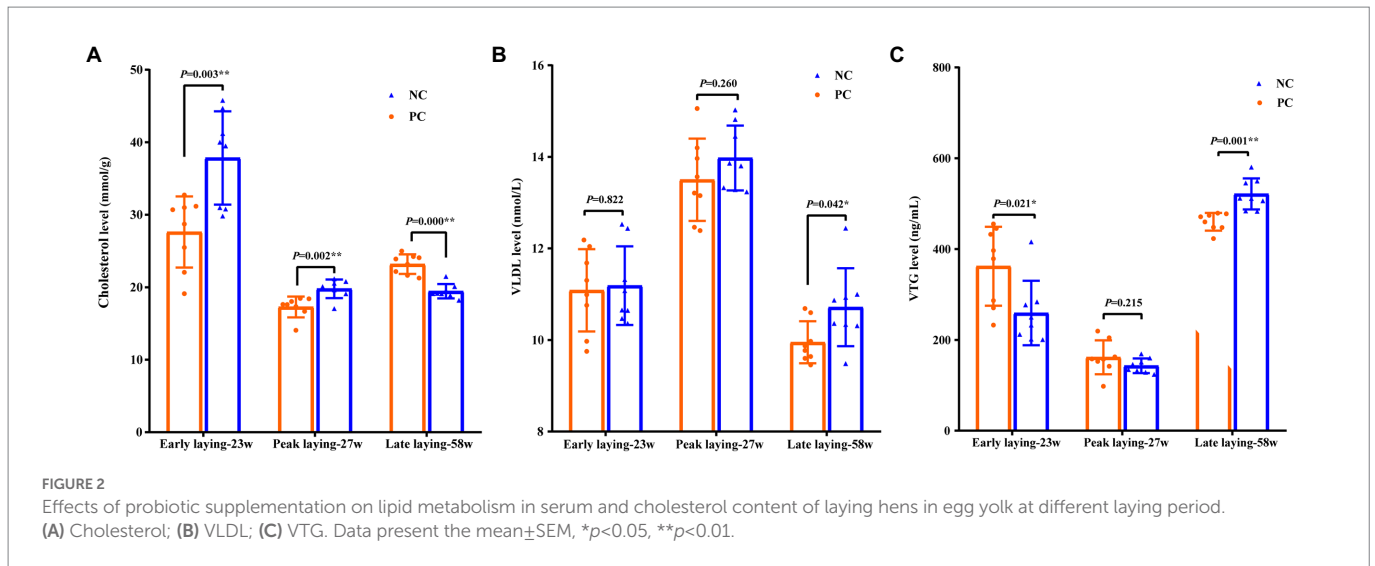 A
Cholesterol level (mmol/g)
50
40
30
20
10
0
P=0.003**
P=0.002**
P=0.000**
NC
PC
Early laying-23w
Peak laying-27w
Late laying-58w
B
VLDL level (nmol/L)
16
14
12
10
8
P=0.822
P=0.260
P=0.042*
NC
PC
Early laying-23w
Peak laying-27w
Late laying-58w
C
VTG level (ng/mL)
800
600
400
200
0
P=0.021*
P=0.215
P=0.001**
NC
PC
Early laying-23w
Peak laying-27w
Late laying-58w
FIGURE 2
Effects of probiotic supplementation on lipid metabolism in serum and cholesterol content of laying hens in egg yolk at different laying period.
(A) Cholesterol; (B) VLDL; (C) VTG. Data present the mean±SEM, *p<0.05, **p<0.01.